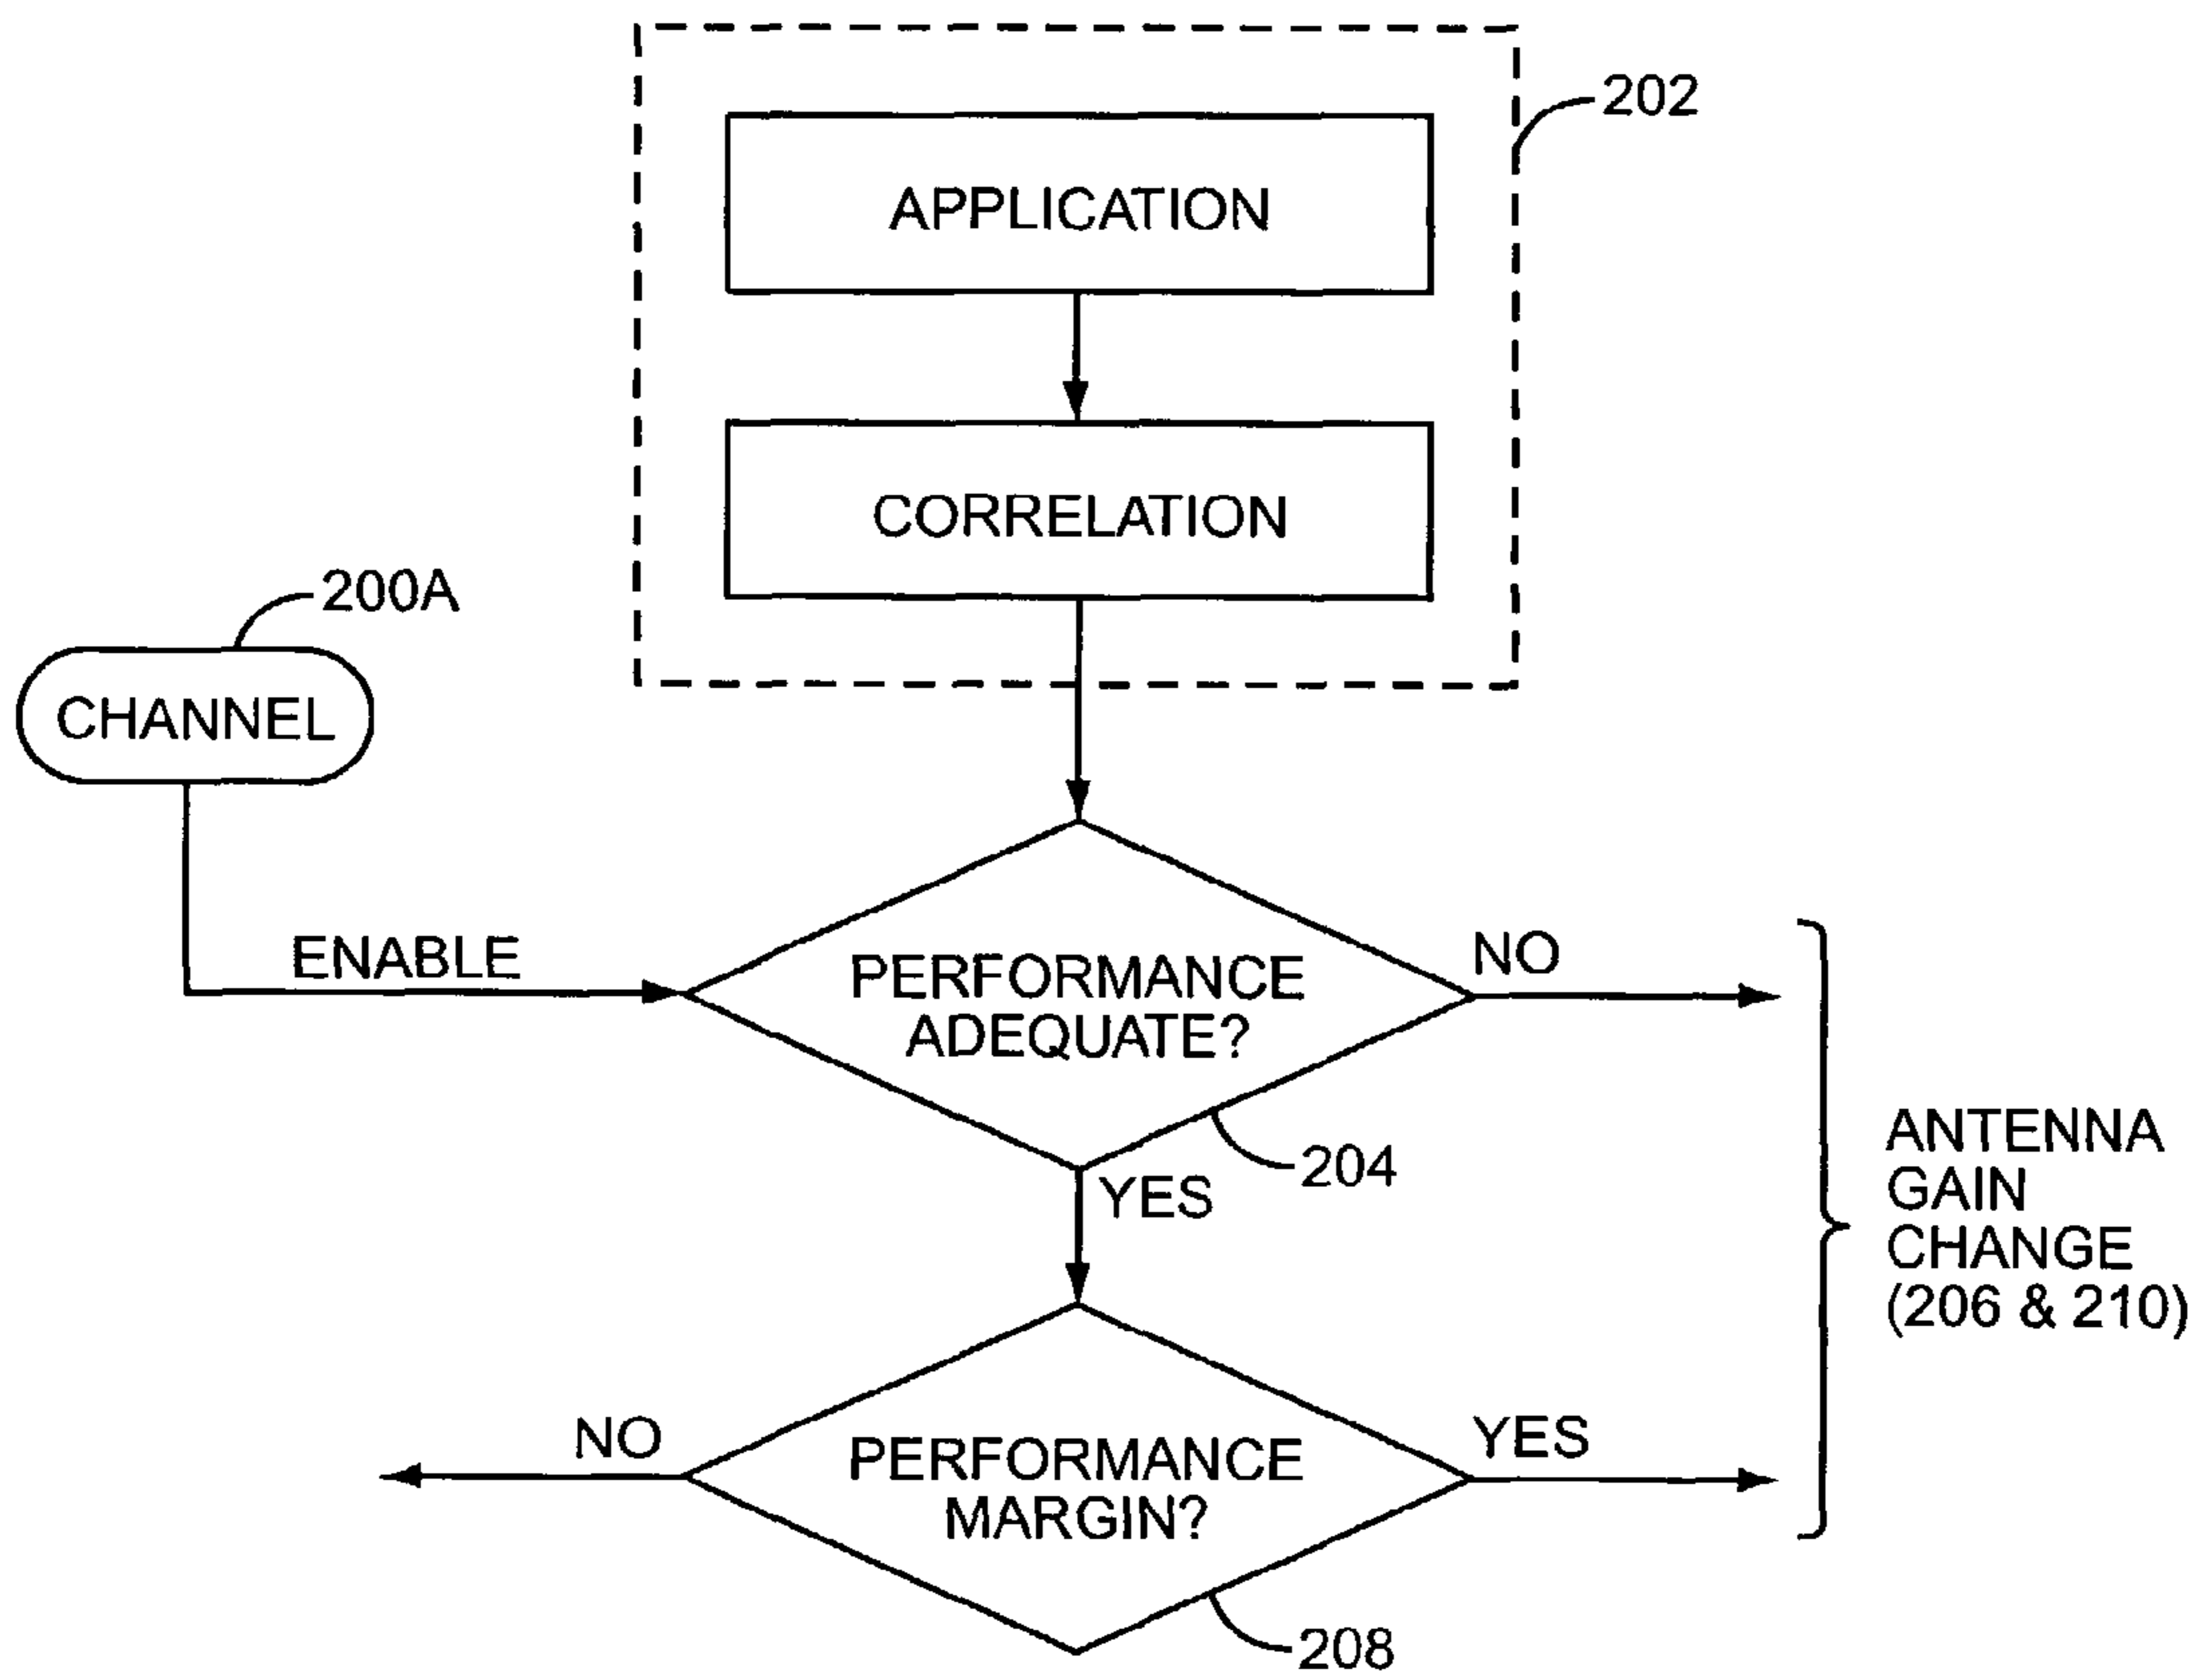 202
APPLICATION
CORRELATION
200A
CHANNEL
ENABLE
PERFORMANCE
ADEQUATE?
NO
204
YES
ANTENNA
GAIN
CHANGE
(206 & 210)
NO
PERFORMANCE
MARGIN?
YES
208